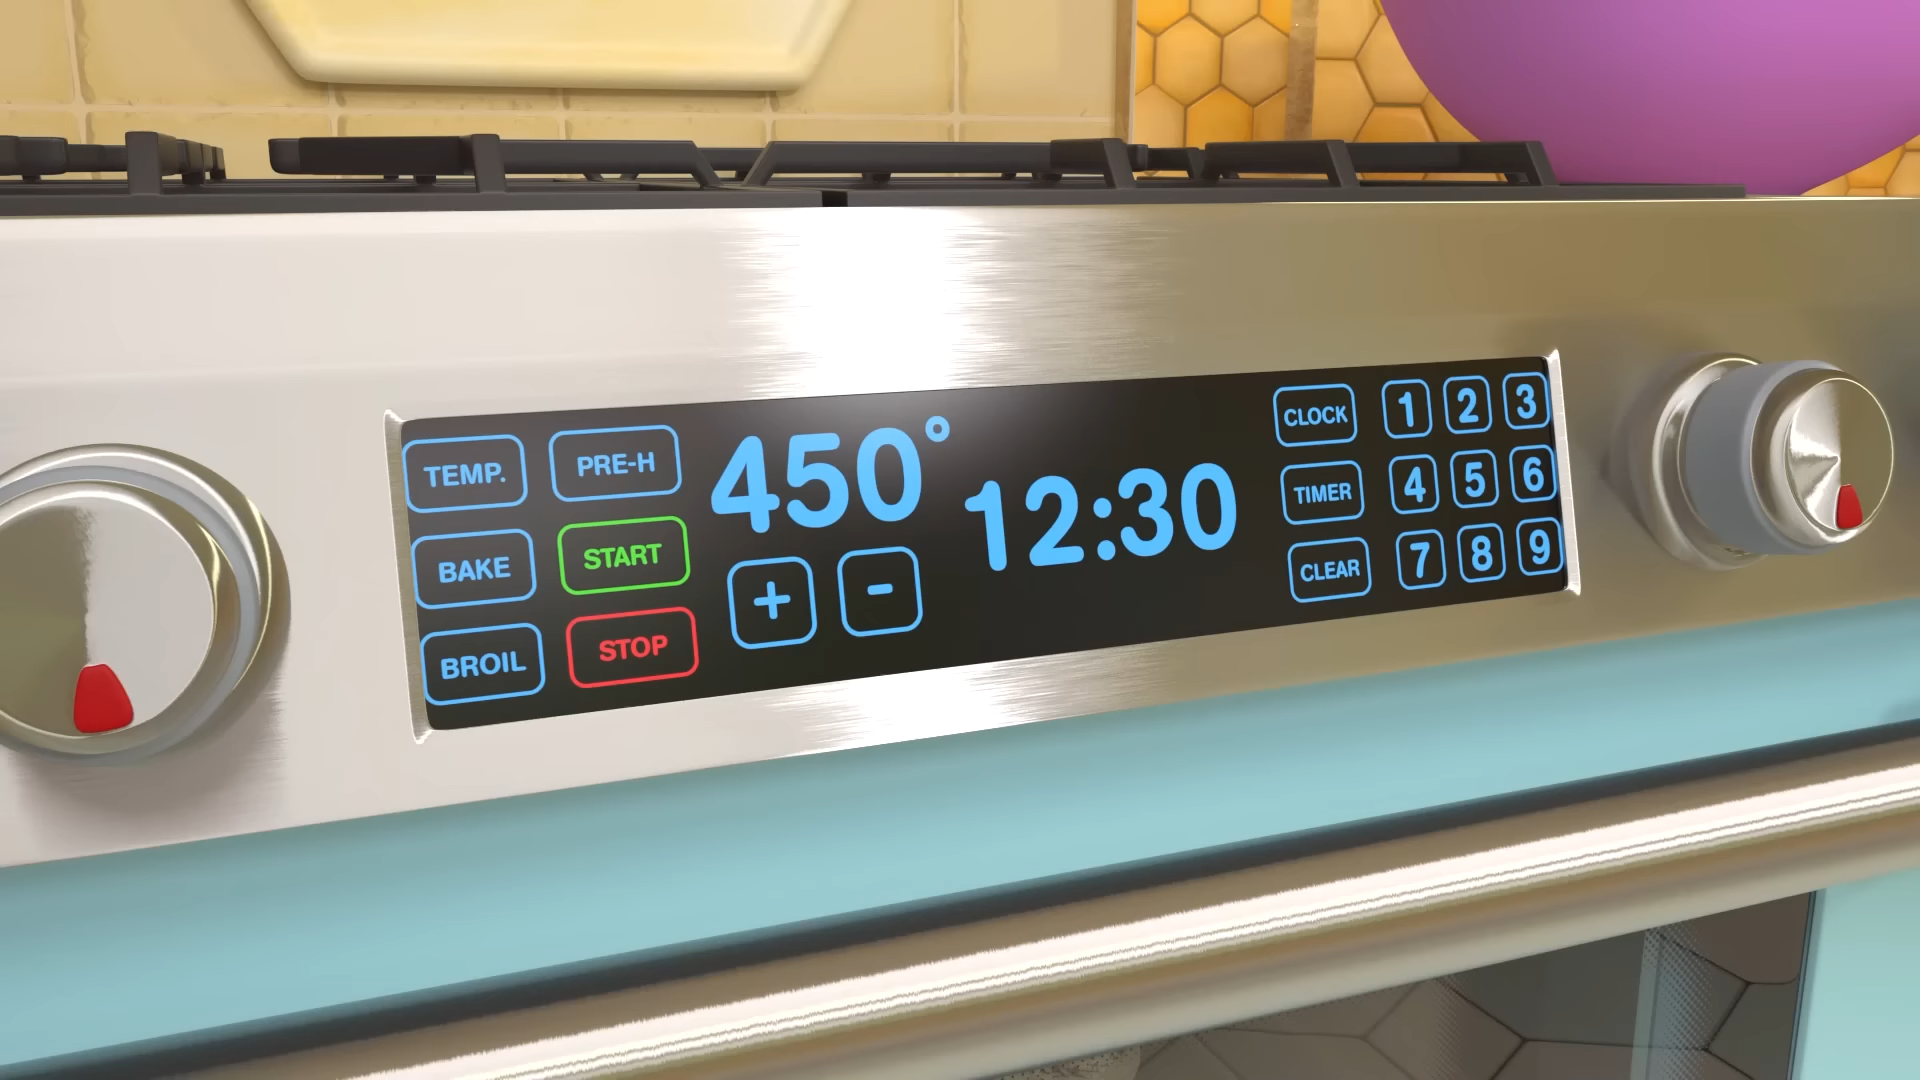 TEMP.
PRE-H
BAKE
START
BROIL
STOP
450°
+
-
12:30
CLOCK
1 2 3
TIMER
4 5 6
CLEAR
7 8 9